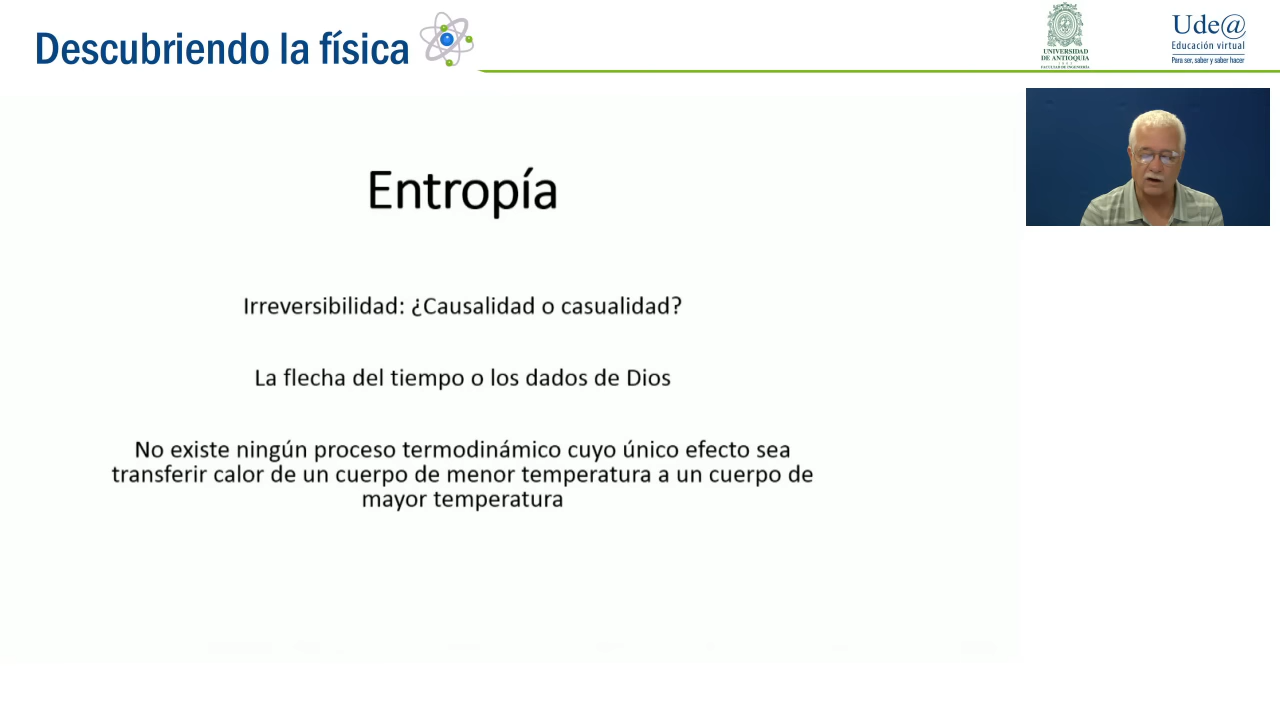 Descubriendo la física
UNIVERSIDAD
DE ANTIOQUIA
FACULTAD DE INGENIERÍA
Ude@
Educación virtual
Para ser, saber y saber hacer
Entropía
Irreversibilidad: ¿Causalidad o casualidad?
La flecha del tiempo o los dados de Dios
No existe ningún proceso termodinámico cuyo único efecto sea
transferir calor de un cuerpo de menor temperatura a un cuerpo de
mayor temperatura